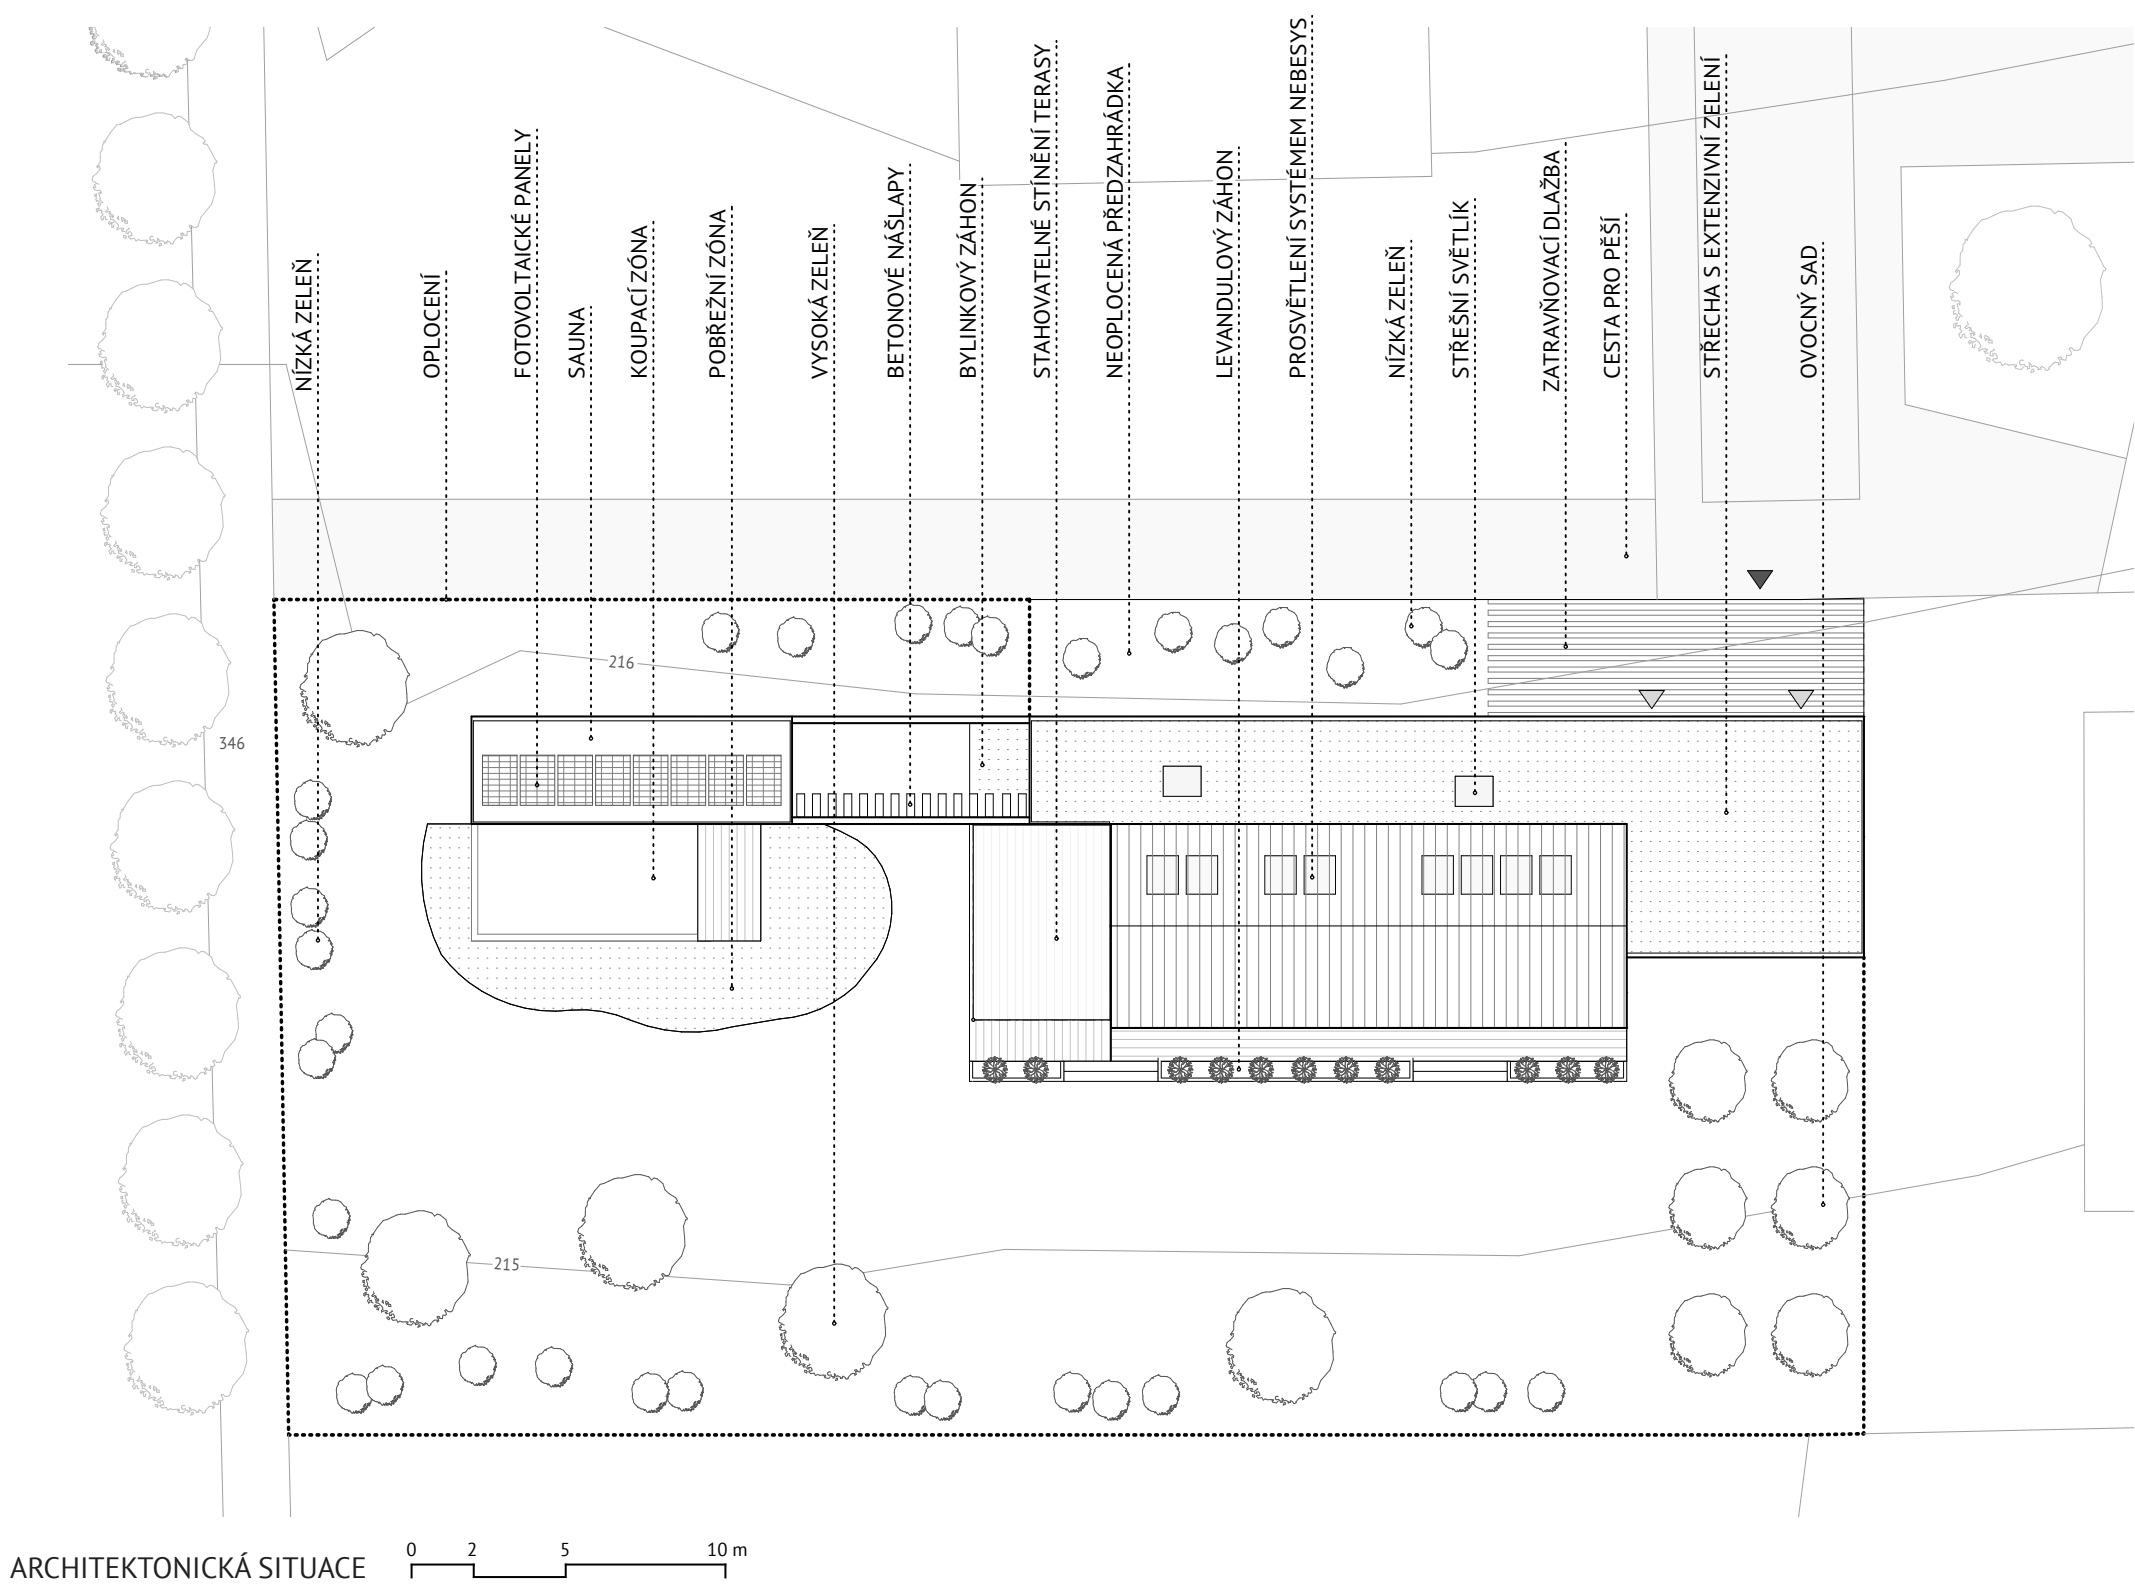 NÍZKÁ ZELEŇ
OPLOCENÍ
FOTOVOLTAICKÉ PANELY
SAUNA
KOUPACÍ ZÓNA
POBŘEŽNÍ ZÓNA
VYSOKÁ ZELEŇ
BETONOVÉ NÁŠLAPY
BYLINKOVÝ ZÁHON
STAHOVATELNÉ STÍNĚNÍ TERASY
NEOPLOCENÁ PŘEDZAHRÁDKA
LEVANDULOVÝ ZÁHON
PROSVĚTLENÍ SYSTÉMEM NEBESYS
NÍZKÁ ZELEŇ
STŘEŠNÍ SVĚTLÍK
ZATRAVŇOVACÍ DLAŽBA
CESTA PRO PĚŠÍ
STŘECHA S EXTENZIVNÍ ZELENÍ
OVOCNÝ SAD
216
346
215
ARCHITEKTONICKÁ SITUACE
0 2 5 10 m